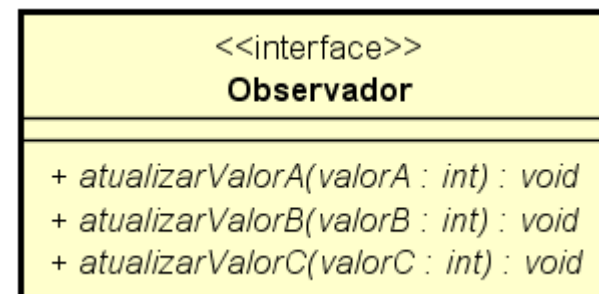 <<interface>>
Observador
+ atualizarValorA(valorA : int) : void
+ atualizarValorB(valorB : int) : void
+ atualizarValorC(valorC : int) : void